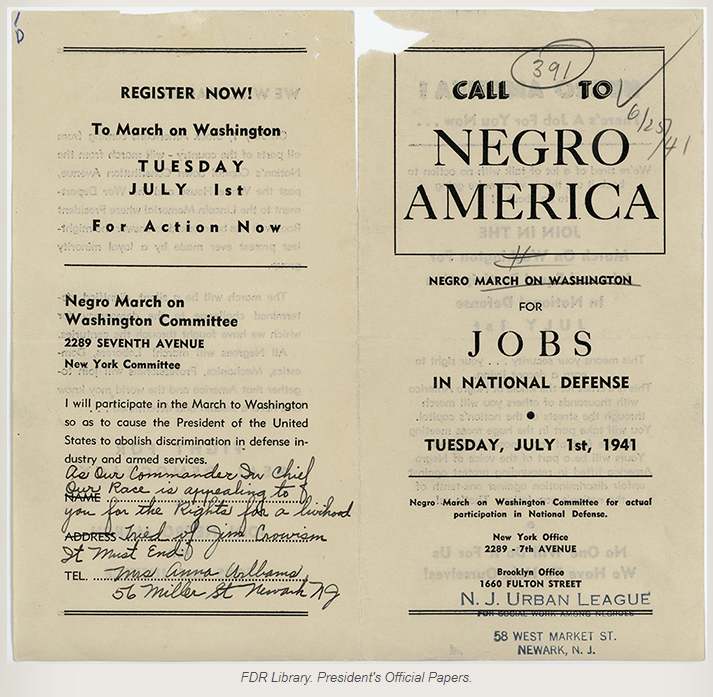 1
D
REGISTER NOW!
To March on Washington
TUESDAY
JULY 1st
For Action Now
Negro March on
Washington Committee
2289 SEVENTH AVENUE
New York Committee
I will participate in the March to Washington
so as to cause the President of the United
States to abolish discrimination in defense in-
dustry and armed services.
As Our Commander In Chief
Our Race is appealing to
NAME
you for the Rights for a livihood
ADDRESS Tired of Jim Crowism
It Must End
TEL. Mrs Anna Williams
56 Miller St Newark NJ
391
6/25/41
CALL TO
NEGRO
AMERICA
#
NEGRO MARCH ON WASHINGTON
FOR
JOBS
IN NATIONAL DEFENSE
TUESDAY, JULY 1st, 1941
Negro March on Washington Committee for actual
participation in National Defense.
New York Office
2289 - 7th AVENUE
Brooklyn Office
1660 FULTON STREET
N. J. URBAN LEAGUE
FOR SOCIAL WORK AMONG NEGROES
58 WEST MARKET ST.
NEWARK, N. J.
FDR Library. President's Official Papers.